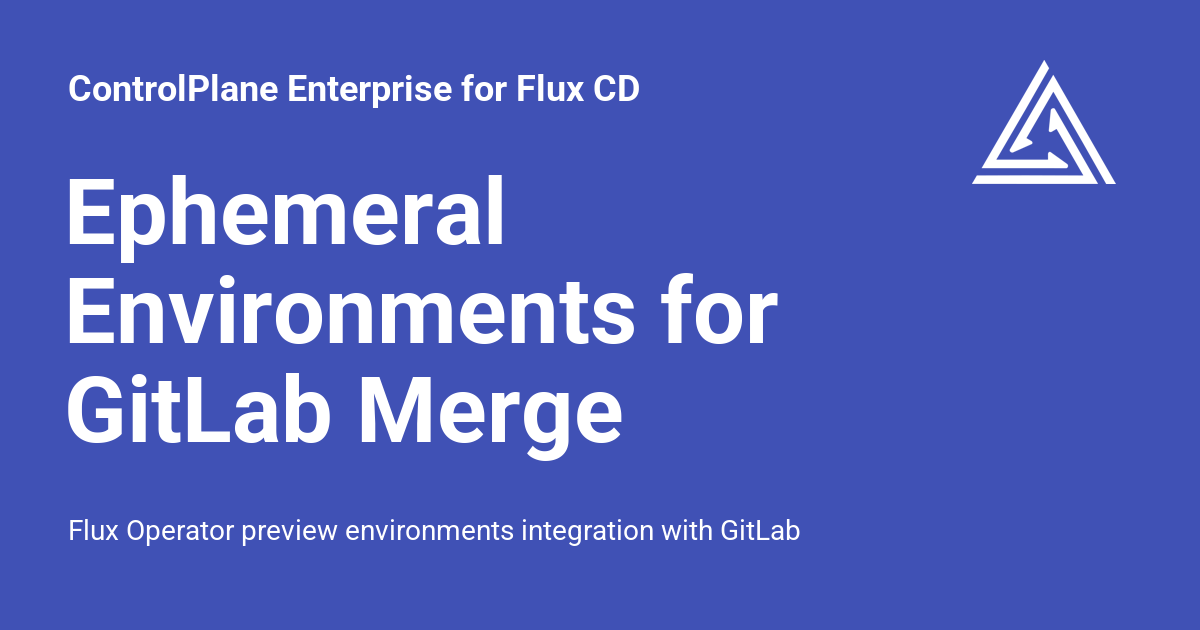 ControlPlane Enterprise for Flux CD
Ephemeral
Environments for
GitLab Merge
Flux Operator preview environments integration with GitLab